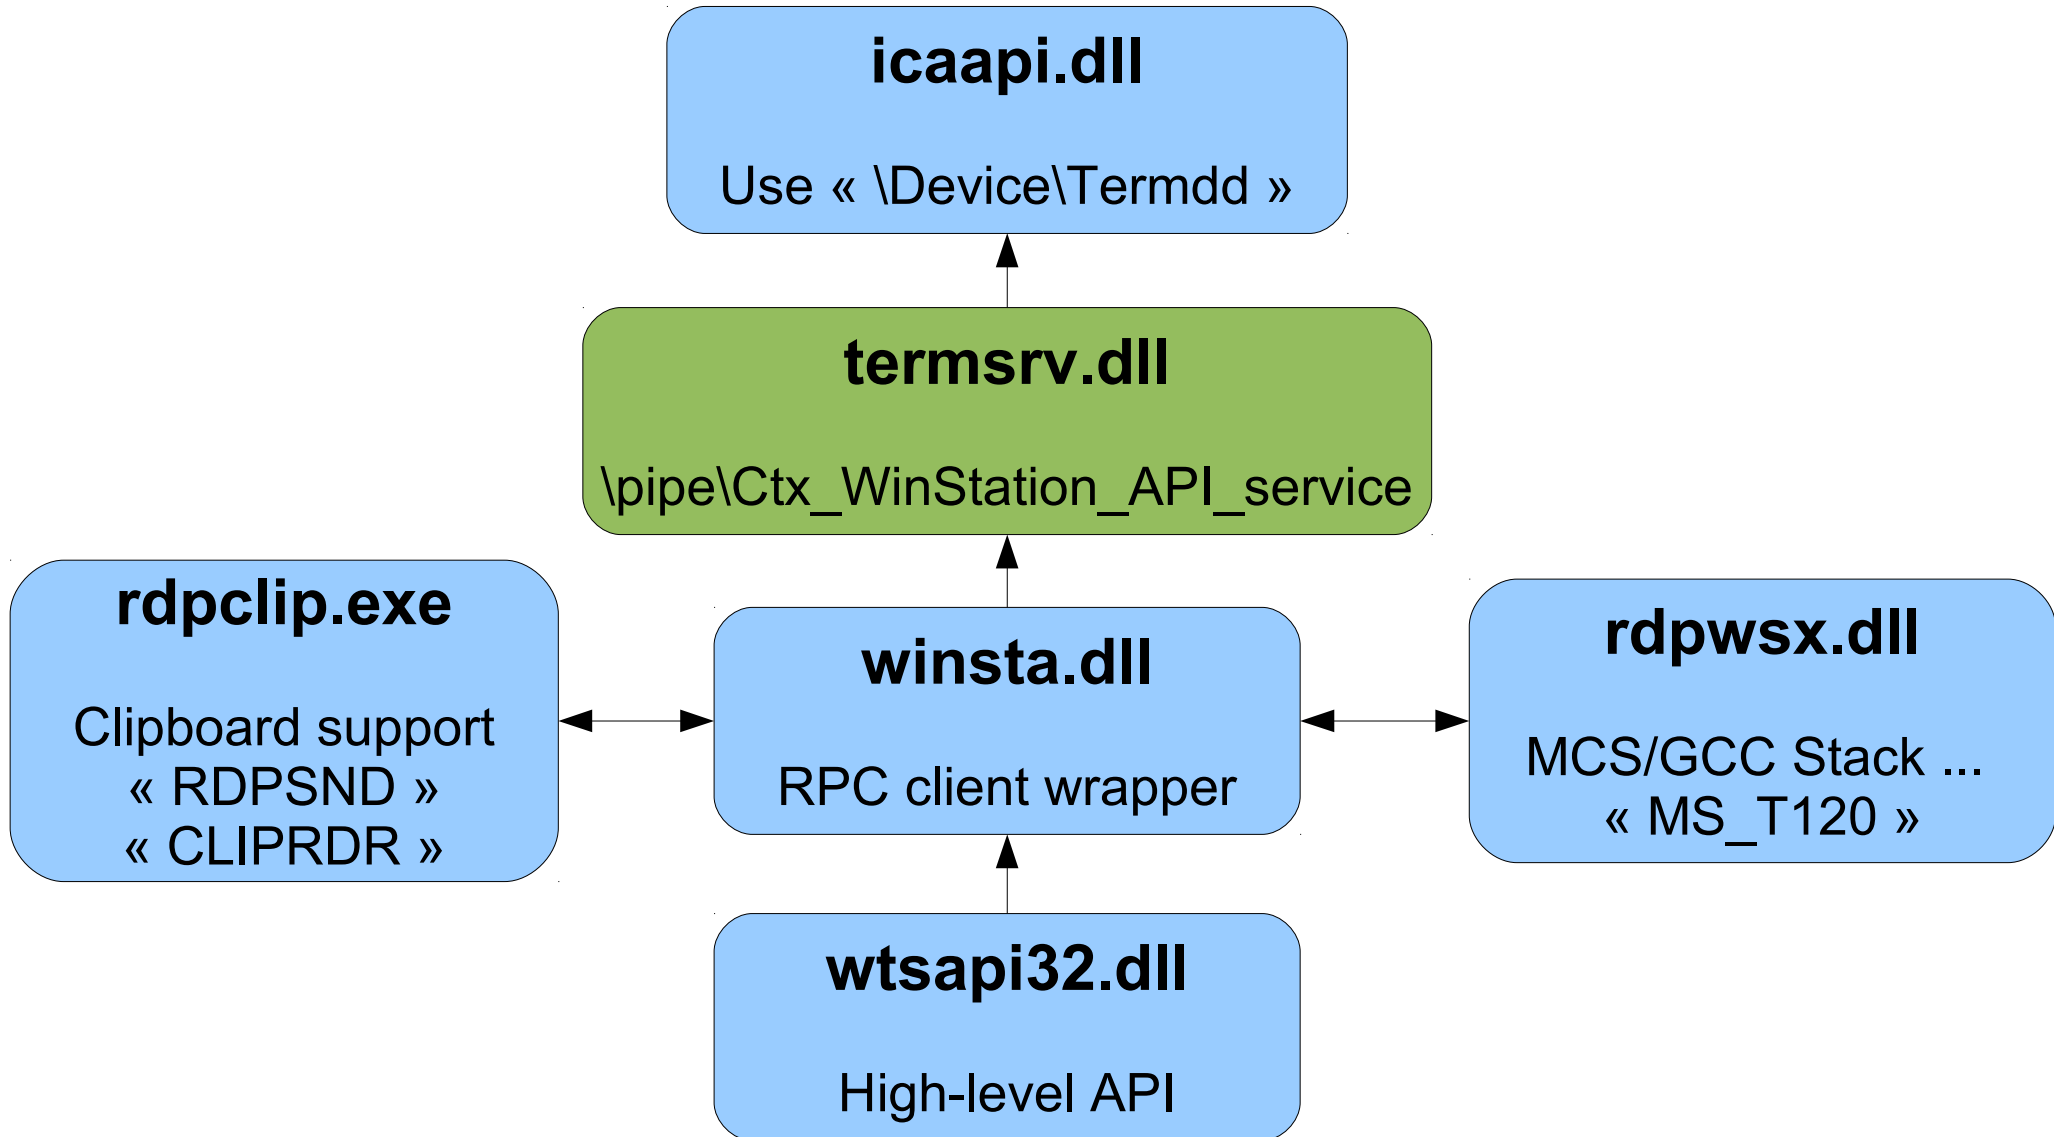 icaapi.dll
Use « \Device\Termdd »
termsrv.dll
\pipe\Ctx_WinStation_API_service
rdpclip.exe
Clipboard support
« RDPSND »
« CLIPRDR »
winsta.dll
RPC client wrapper
rdpwsx.dll
MCS/GCC Stack ...
« MS_T120 »
wtsapi32.dll
High-level API